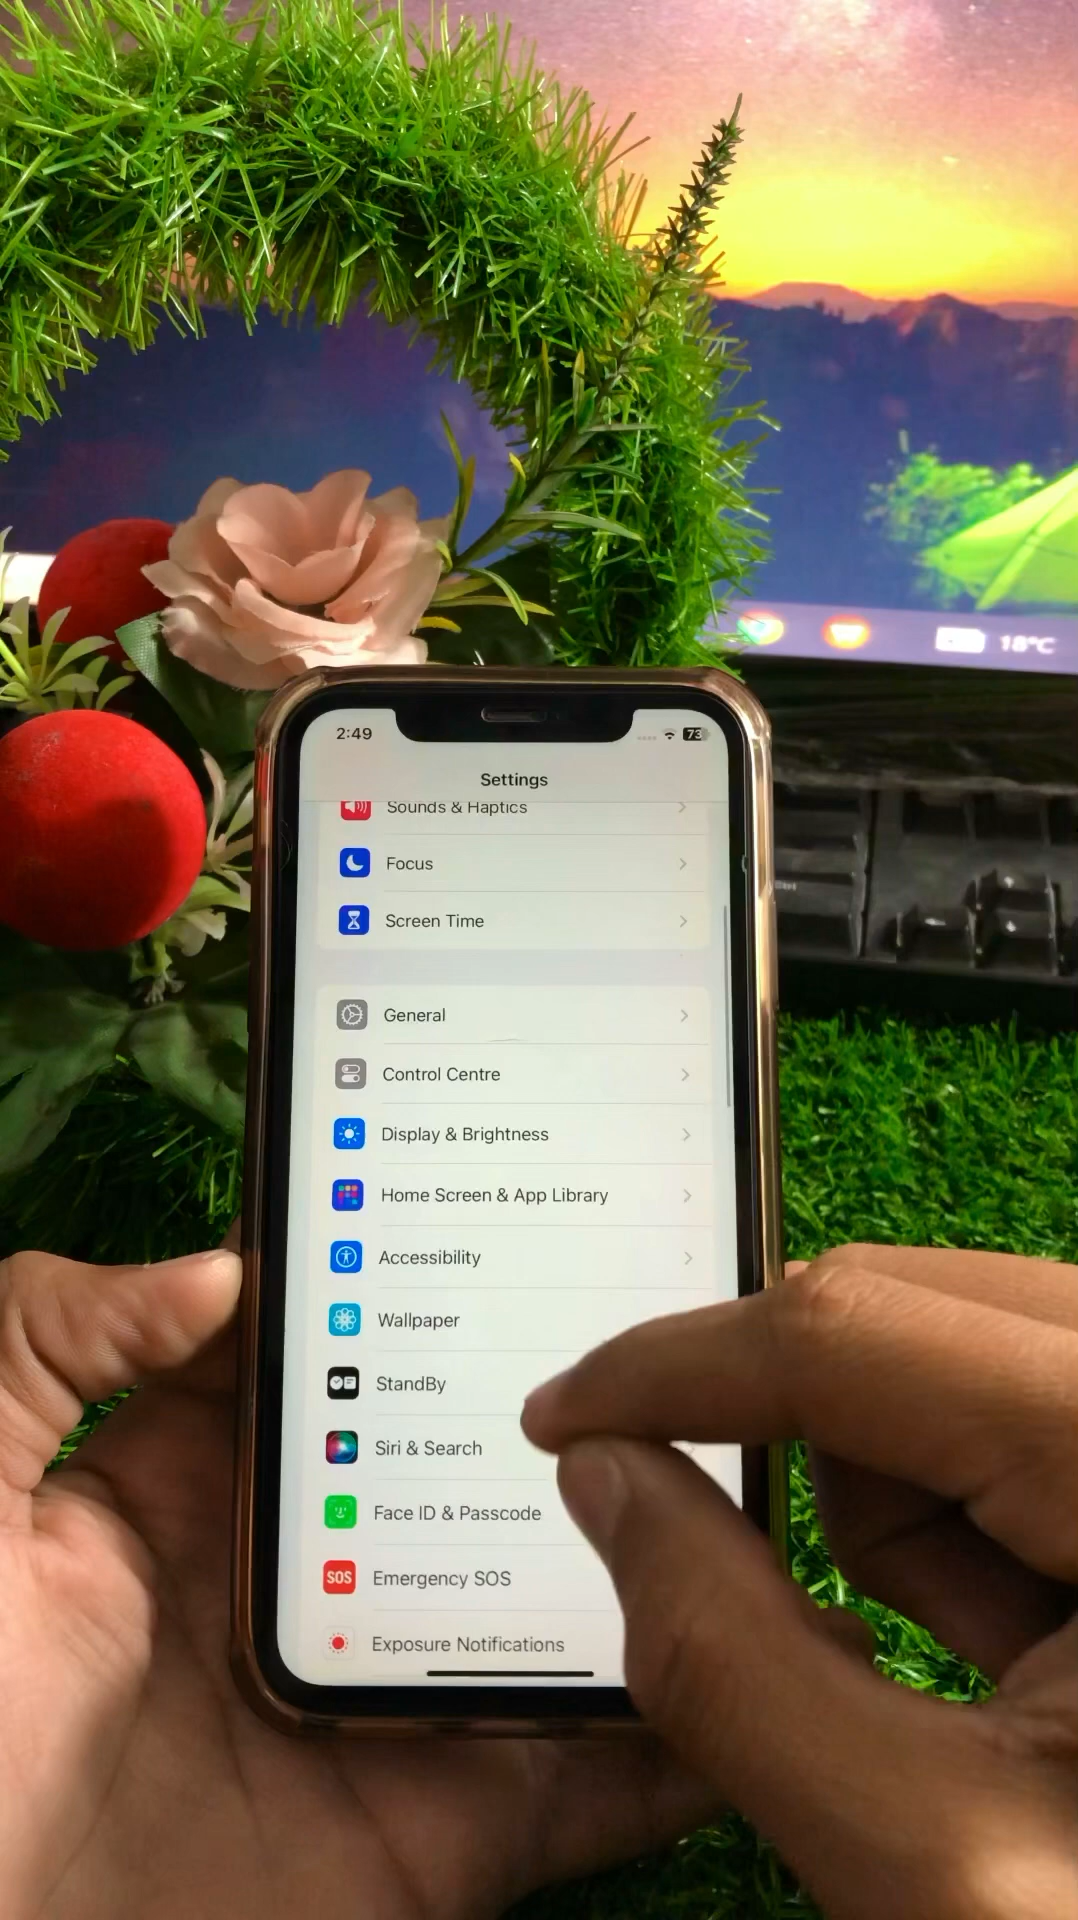 18°C
2:49
73
Settings
Sounds & Haptics
Focus
Screen Time
General
Control Centre
Display & Brightness
Home Screen & App Library
Accessibility
Wallpaper
StandBy
Siri & Search
Face ID & Passcode
SOS
Emergency SOS
Exposure Notifications